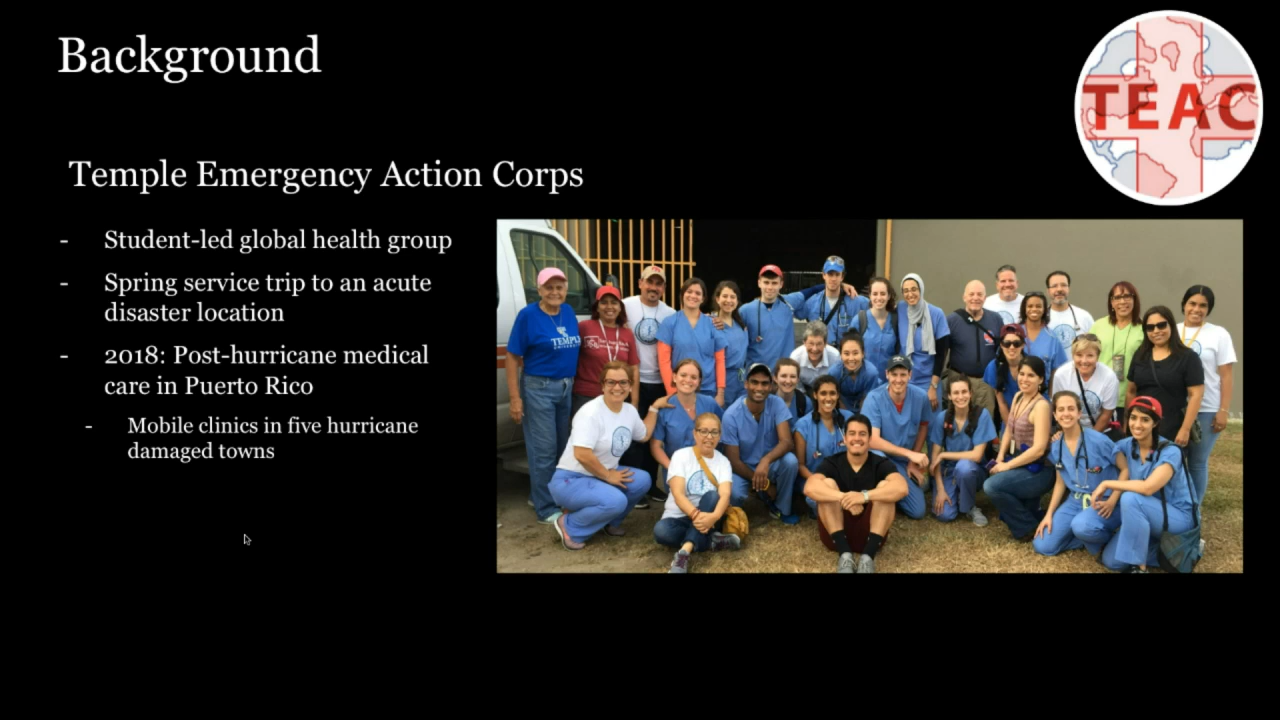 Background
TEAC
Temple Emergency Action Corps
- Student-led global health group
- Spring service trip to an acute
disaster location
- 2018: Post-hurricane medical
care in Puerto Rico
- Mobile clinics in five hurricane
damaged towns
TEMPLE